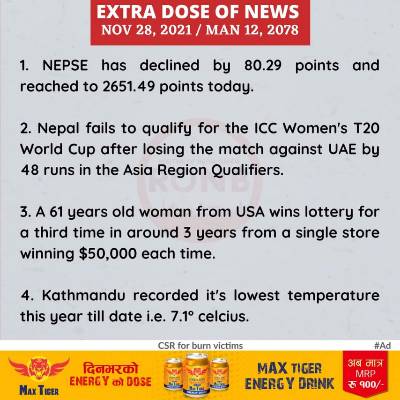 EXTRA DOSE OF NEWS
NOV 28, 2021 / MAN 12, 2078
1. NEPSE has declined by 80.29 points and
reached to 2651.49 points today.
2. Nepal fails to qualify for the ICC Women's T20
World Cup after losing the match against UAE by
48 runs in the Asia Region Qualifiers.
RONB
3. A 61 years old woman from USA wins lottery for
a third time in around 3 years from a single store
winning $50,000 each time.
4. Kathmandu recorded it's lowest temperature
this year till date i.e. 7.1° celcius.
CSR for burn victims
#Ad
MAX TIGER
दिनभरको
ENERGY को DOSE
MAX TIGER
ENERGY DRINK
अब मात्र
MRP
रु १००/-